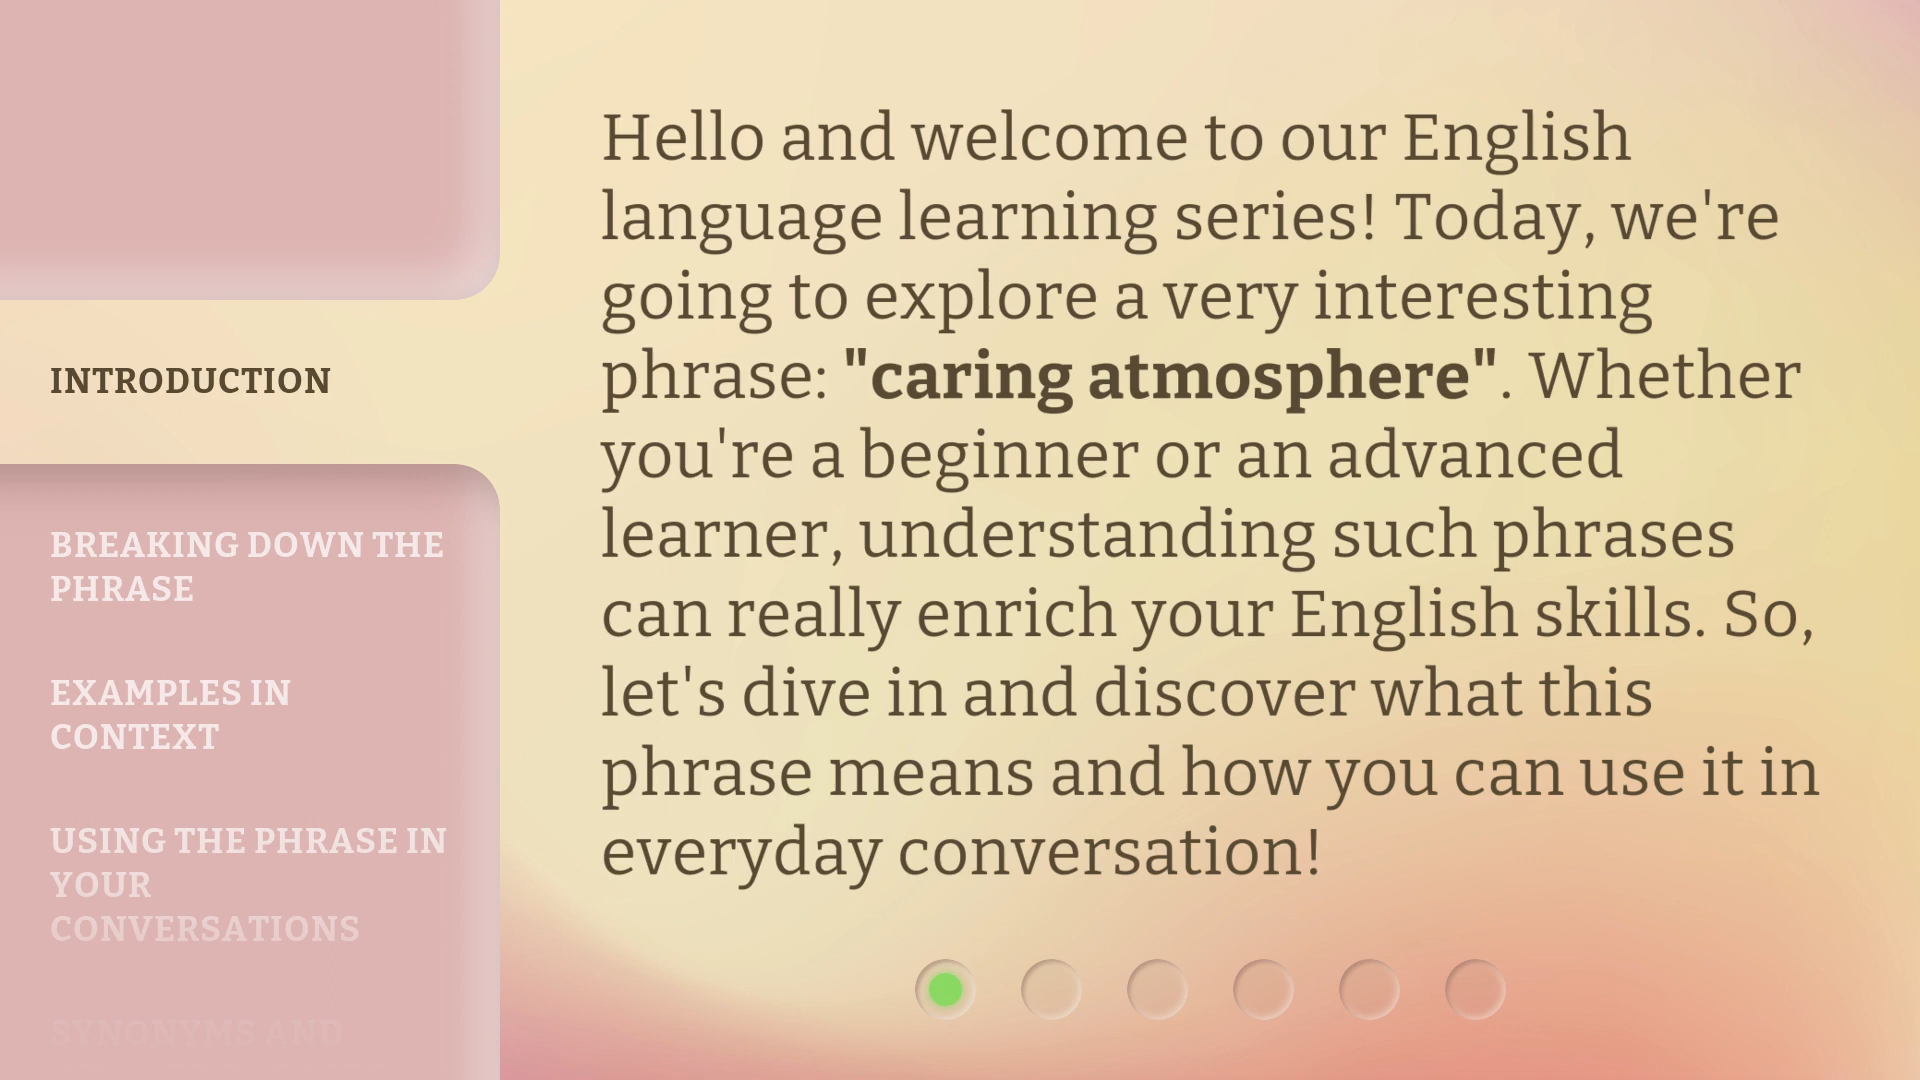 INTRODUCTION
BREAKING DOWN THE
PHRASE
EXAMPLES IN
CONTEXT
USING THE PHRASE IN
YOUR
CONVERSATIONS
SYNONYMS AND
Hello and welcome to our English
language learning series! Today, we're
going to explore a very interesting
phrase: "caring atmosphere". Whether
you're a beginner or an advanced
learner, understanding such phrases
can really enrich your English skills. So,
let's dive in and discover what this
phrase means and how you can use it in
everyday conversation!